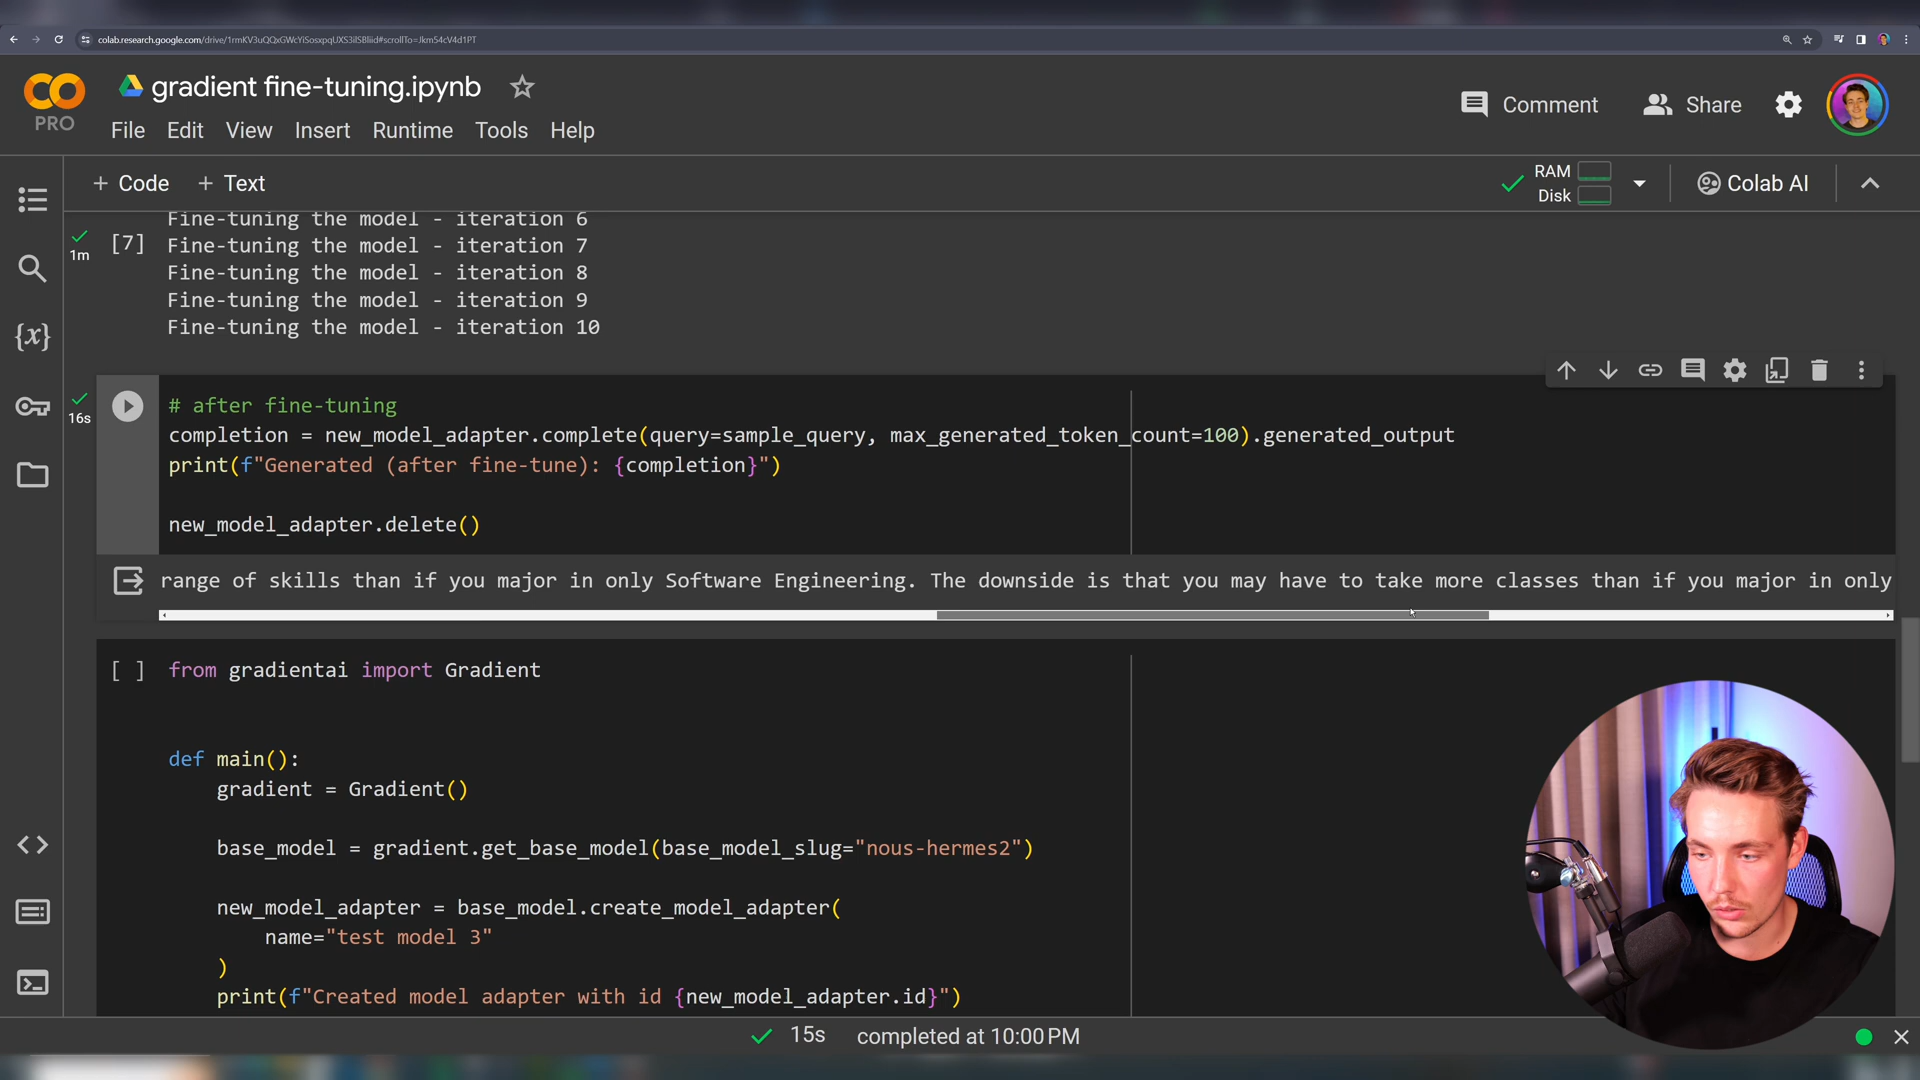 colab.research.google.com/drive/1rmKV3uQQxGWcYiSosxpqUXS3iISBliid#scrollTo=Jkm54cV4d1PT
PRO
gradient fine-tuning.ipynb
File Edit View Insert Runtime Tools Help
Comment
Share
+ Code + Text
RAM
Disk
Colab AI
Fine-tuning the model - iteration 6
1m
[7] Fine-tuning the model - iteration 7
Fine-tuning the model - iteration 8
Fine-tuning the model - iteration 9
Fine-tuning the model - iteration 10
16s
# after fine-tuning
completion = new_model_adapter.complete(query=sample_query, max_generated_token_count=100).generated_output
print(f"Generated (after fine-tune): {completion}")
new_model_adapter.delete()
range of skills than if you major in only Software Engineering. The downside is that you may have to take more classes than if you major in only
[ ] from gradientai import Gradient
def main():
gradient = Gradient()
base_model = gradient.get_base_model(base_model_slug="nous-hermes2")
new_model_adapter = base_model.create_model_adapter(
name="test model 3"
)
print(f"Created model adapter with id {new_model_adapter.id}")
15s completed at 10:00 PM